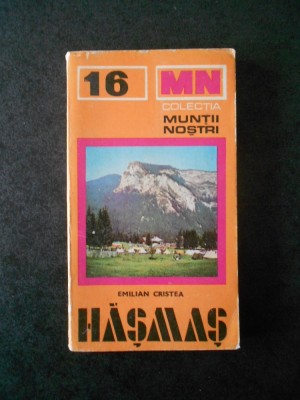 16
MN
COLECȚIA
MUNȚII
NOȘTRI
EMILIAN CRISTEA
HĂȘMAȘ